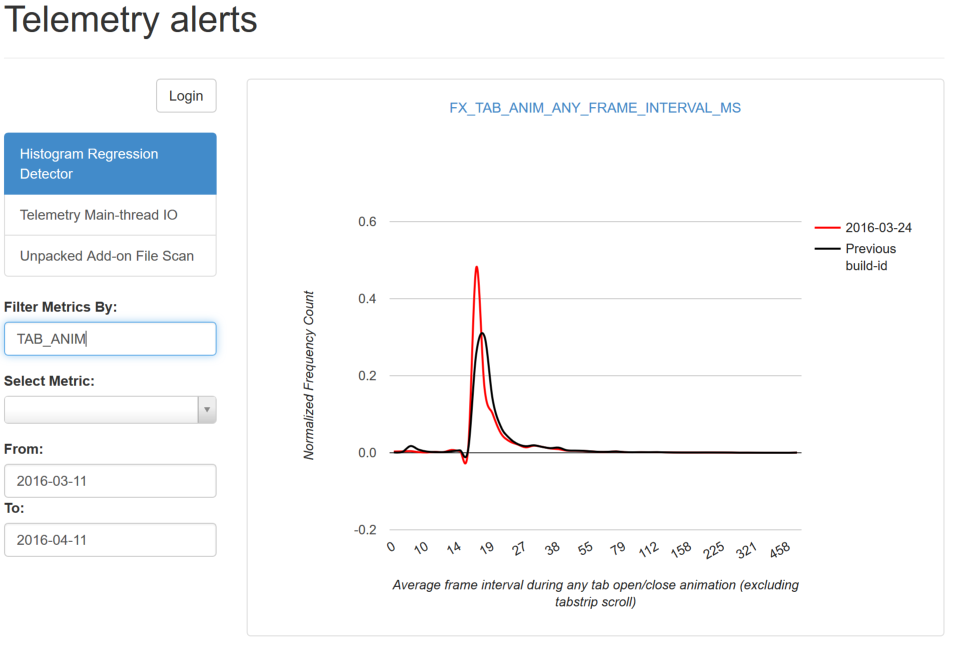 Telemetry alerts
Login
Histogram Regression
Detector
Telemetry Main-thread IO
Unpacked Add-on File Scan
Filter Metrics By:
TAB_ANIM
Select Metric:
From:
2016-03-11
To:
2016-04-11
FX_TAB_ANIM_ANY_FRAME_INTERVAL_MS
Normalized Frequency Count
0.6
0.4
0.2
0.0
-0.2
0 10 14 19 27 38 55 79 112 158 225 321 458
Average frame interval during any tab open/close animation (excluding
tabstrip scroll)
2016-03-24
Previous
build-id